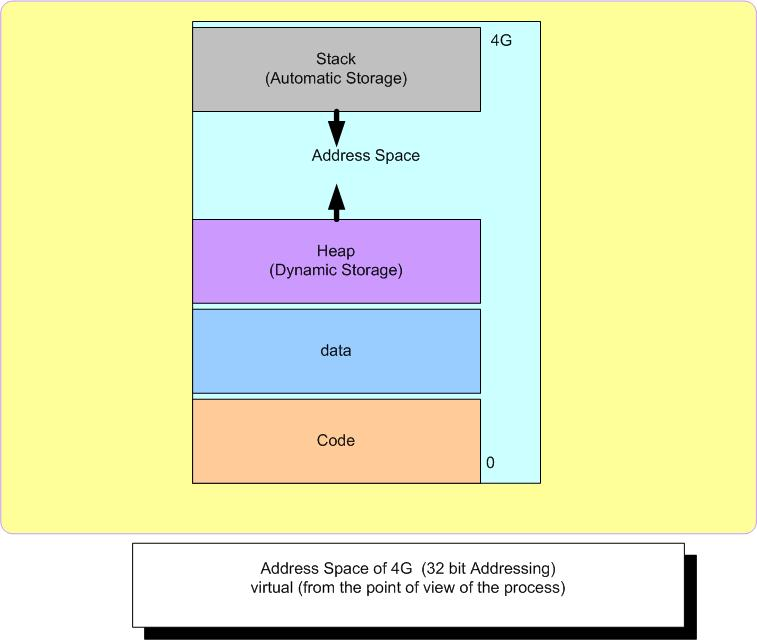 Stack
(Automatic Storage)
4G
Address Space
Heap
(Dynamic Storage)
data
Code
0
Address Space of 4G  (32 bit Addressing)
virtual (from the point of view of the process)